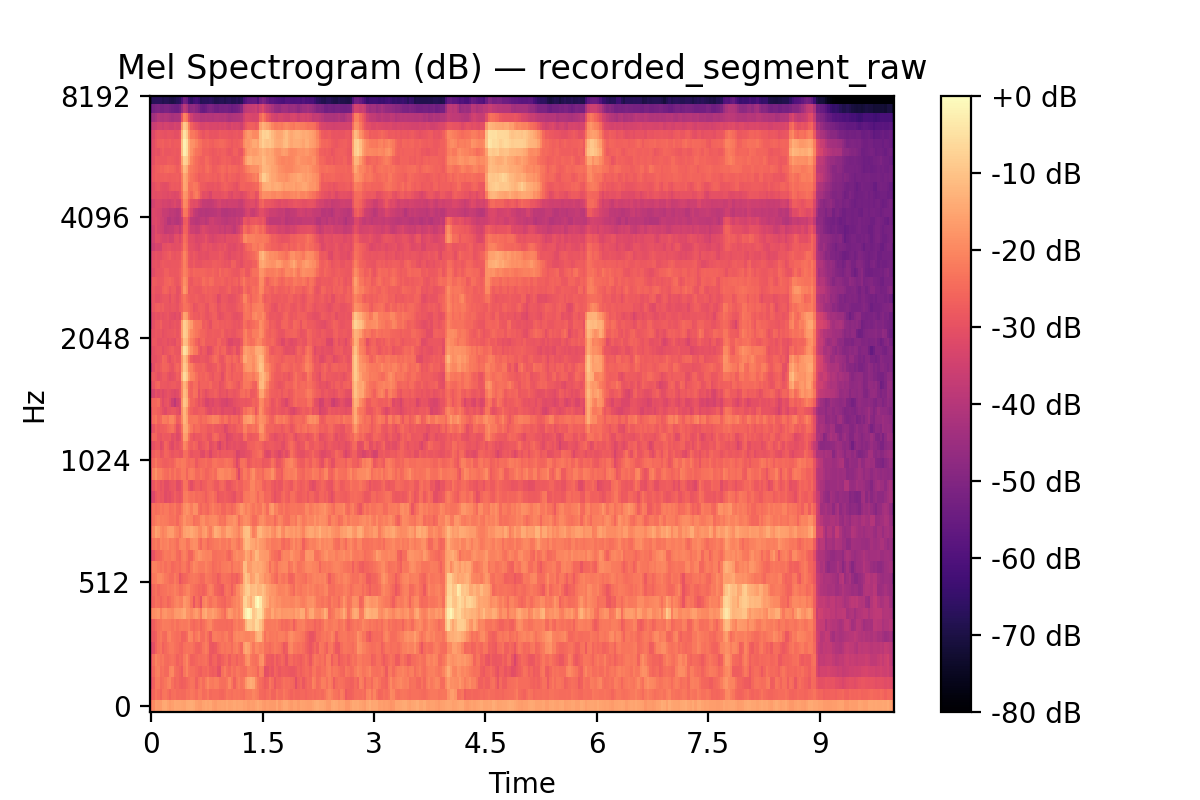 Mel Spectrogram (dB) — recorded_segment_raw
8192
4096
2048
1024
512
0
Hz
0 1.5 3 4.5 6 7.5 9
Time
+0 dB
-10 dB
-20 dB
-30 dB
-40 dB
-50 dB
-60 dB
-70 dB
-80 dB